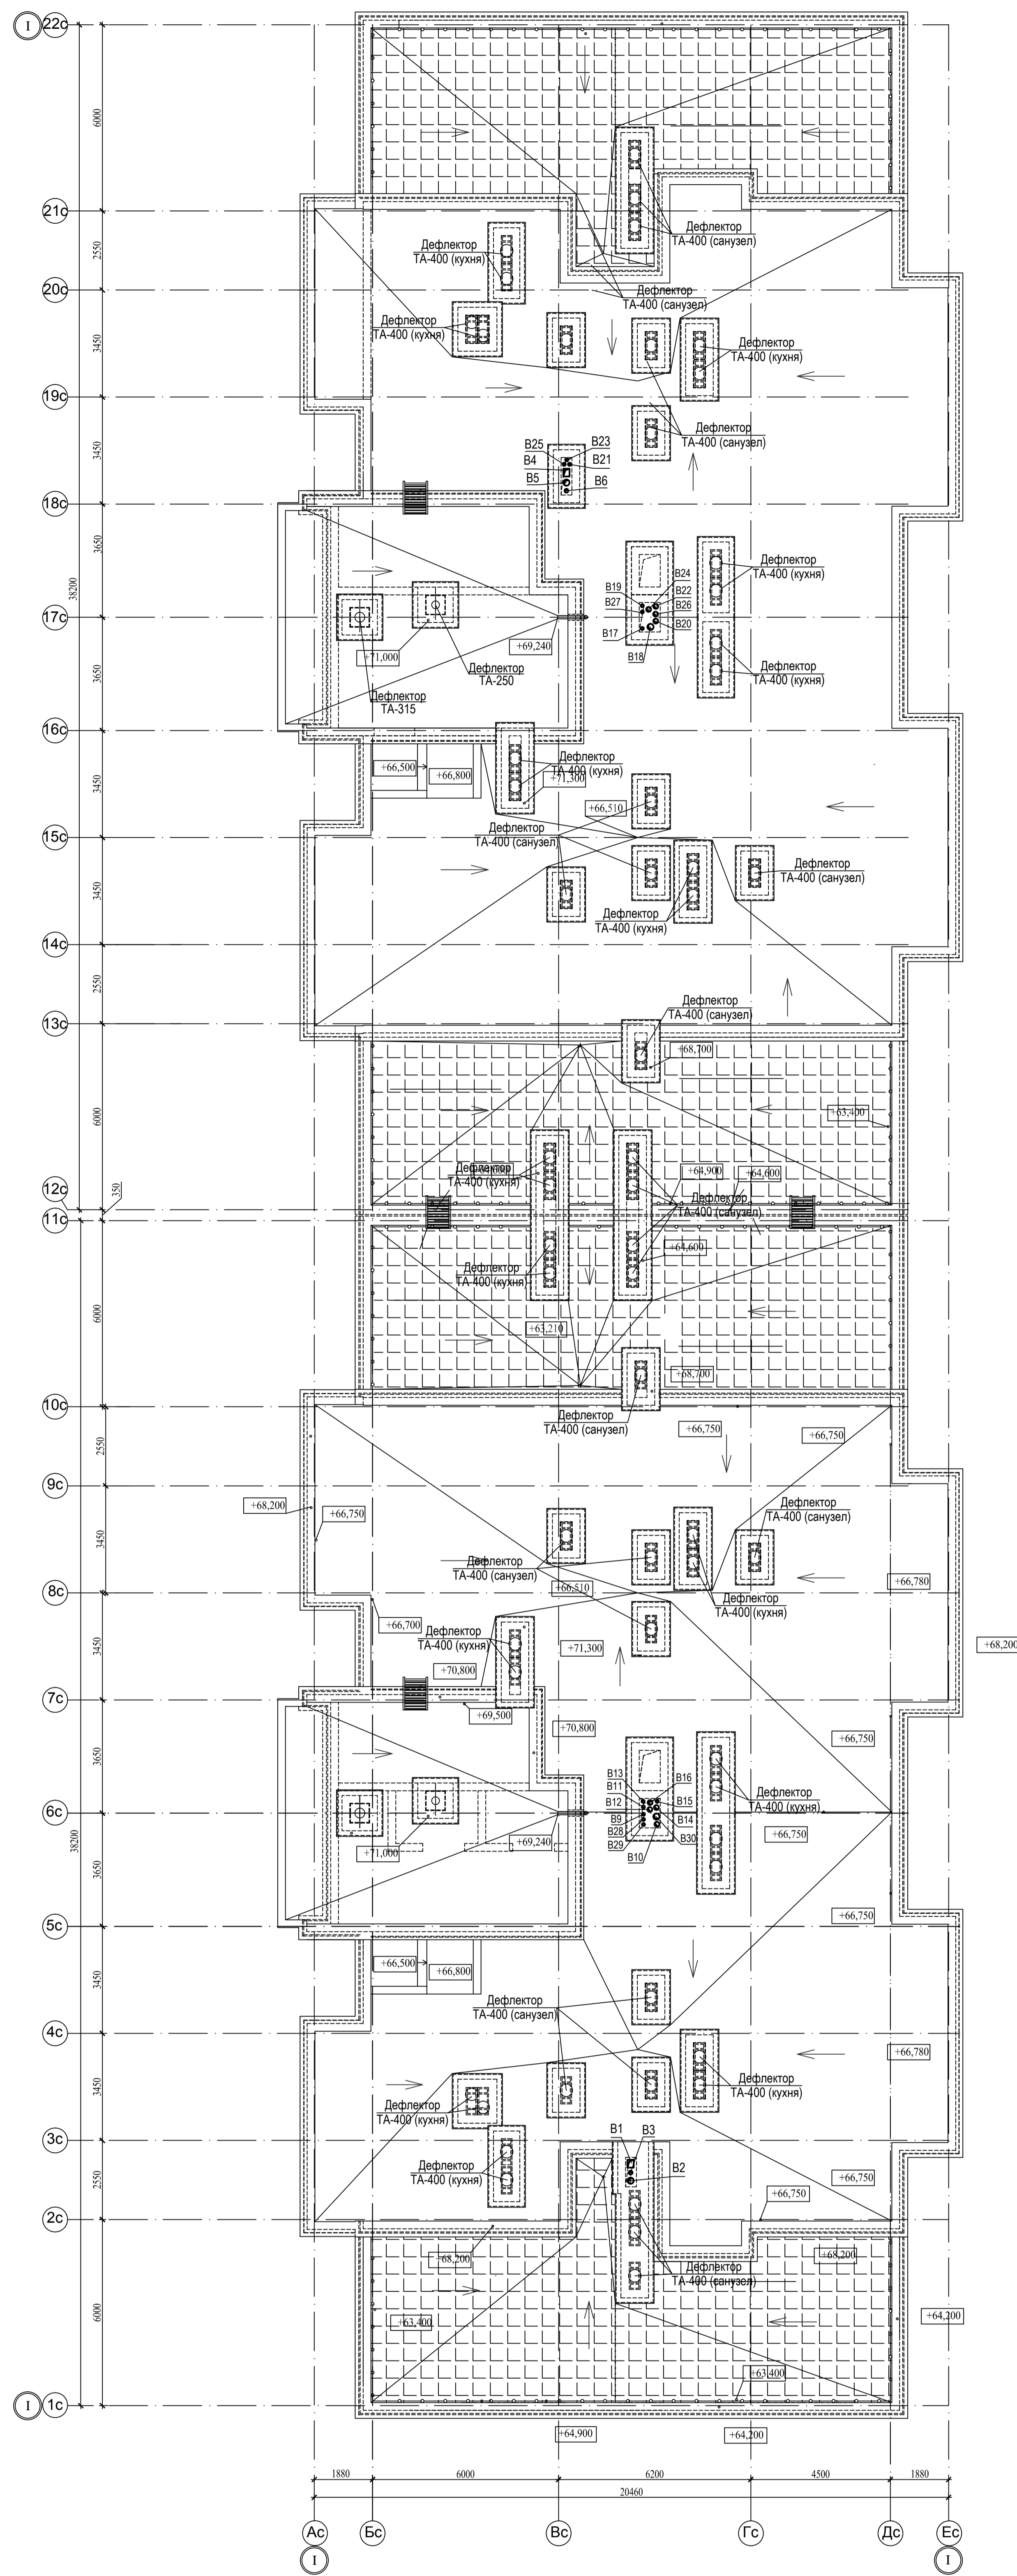 I
22с
6000
21с
2550
Дефлектор
ТА-400 (кухня)
Дефлектор
ТА-400 (санузел)
20с
Дефлектор
ТА-400 (санузел)
3450
Дефлектор
ТА-400 (кухня)
Дефлектор
ТА-400 (кухня)
19с
Дефлектор
ТА-400 (санузел)
3450
В25
В23
В4
В21
В5
В6
18с
3650
38200
Дефлектор
ТА-400 (кухня)
В24
В19
В22
В27
В26
В17
В20
В18
17с
+69,240
+71,000
Дефлектор
ТА-250
Дефлектор
ТА-400 (кухня)
3650
Дефлектор
ТА-315
16с
+66,500
+66,800
Дефлектор
ТА-400 (кухня)
+71,300
3450
+66,510
15с
Дефлектор
ТА-400 (санузел)
Дефлектор
ТА-400 (санузел)
3450
Дефлектор
ТА-400 (кухня)
14с
2550
Дефлектор
ТА-400 (санузел)
13с
+68,700
6000
+63,400
12с
350
Дефлектор
ТА-400 (кухня)
+64,900
+64,600
Дефлектор
ТА-400 (санузел)
11с
+64,600
Дефлектор
ТА-400 (кухня)
6000
+63,210
+68,700
10с
Дефлектор
ТА-400 (санузел)
+66,750
+66,750
2550
9с
+68,200
+66,750
Дефлектор
ТА-400 (санузел)
3450
Дефлектор
ТА-400 (санузел)
+66,510
+66,780
8с
+66,700
Дефлектор
ТА-400 (кухня)
Дефлектор
ТА-400 (кухня)
+71,300
+68,200
3450
+70,800
7с
+69,500
+70,800
+66,750
3650
38200
В13
В16
В11
В15
В12
В9
В14
В28
В30
В29
В10
Дефлектор
ТА-400 (кухня)
6с
+69,240
+71,000
+66,750
3650
5с
+66,750
+66,500
+66,800
3450
Дефлектор
ТА-400 (санузел)
4с
+66,780
3450
Дефлектор
ТА-400 (кухня)
Дефлектор
ТА-400 (кухня)
3с
В1
В3
В2
2550
Дефлектор
ТА-400 (кухня)
+66,750
+66,750
2с
+68,200
+68,200
Дефлектор
ТА-400 (санузел)
6000
+63,400
+64,200
+63,400
I
1с
+64,900
+64,200
1880
6000
6200
4500
1880
20460
Ас
Бс
Вс
Гс
Дс
Ес
I
I